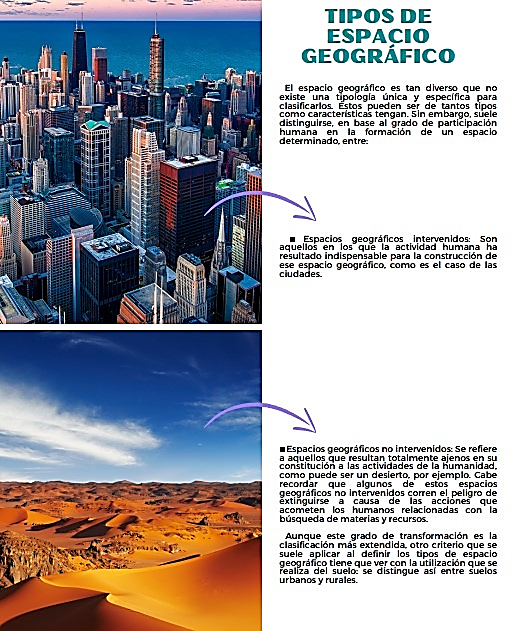 TIPOS DE
ESPACIO
GEOGRÁFICO
El espacio geográfico es tan diverso que no
existe una tipología única y específica para
clasificarlos. Estos pueden ser de tantos tipos
como características tengan. Sin embargo, suele
distinguirse, en base al grado de participación
humana en la formación de un espacio
determinado, entre:
▪ Espacios geográficos intervenidos: Son
aquellos en los que la actividad humana ha
resultado indispensable para la construcción de
ese espacio geográfico, como es el caso de las
ciudades.
▪Espacios geográficos no intervenidos: Se refiere
a aquellos que resultan totalmente ajenos en su
constitución a las actividades de la humanidad,
como puede ser un desierto, por ejemplo. Cabe
recordar que algunos de estos espacios
geográficos no intervenidos corren el peligro de
extinguirse a causa de las acciones que
acometen los humanos relacionadas con la
búsqueda de materias y recursos.
Aunque este grado de transformación es la
clasificación más extendida, otro criterio que se
suele aplicar al definir los tipos de espacio
geográfico tiene que ver con la utilización que se
realiza del suelo: se distingue así entre suelos
urbanos y rurales.